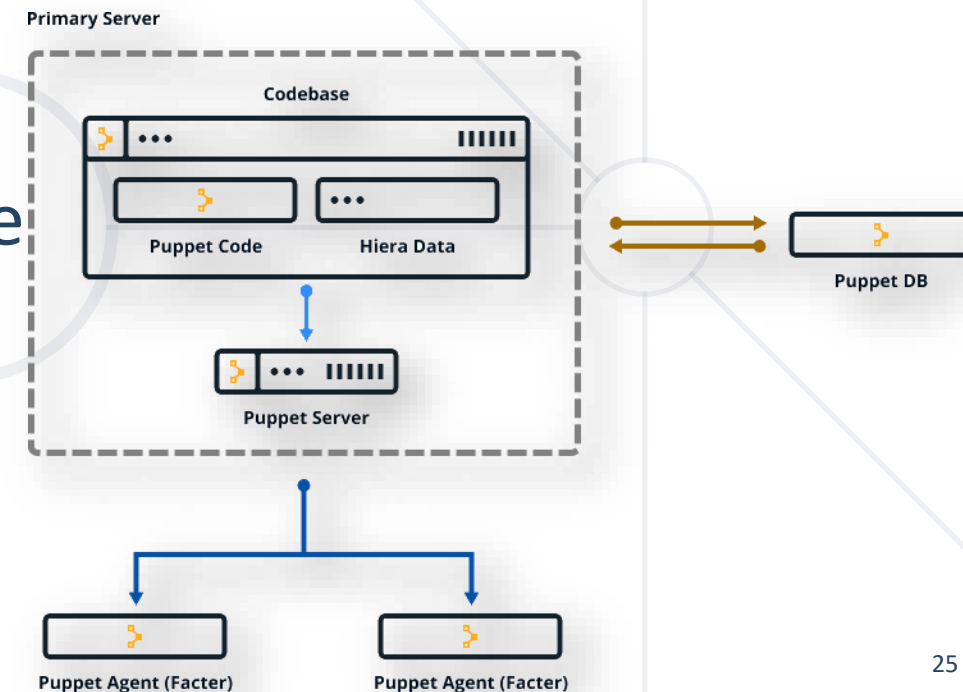 Primary Server
Codebase
e
Puppet Code
Hiera Data
Puppet DB
Puppet Server
Puppet Agent (Facter)
Puppet Agent (Facter)
25